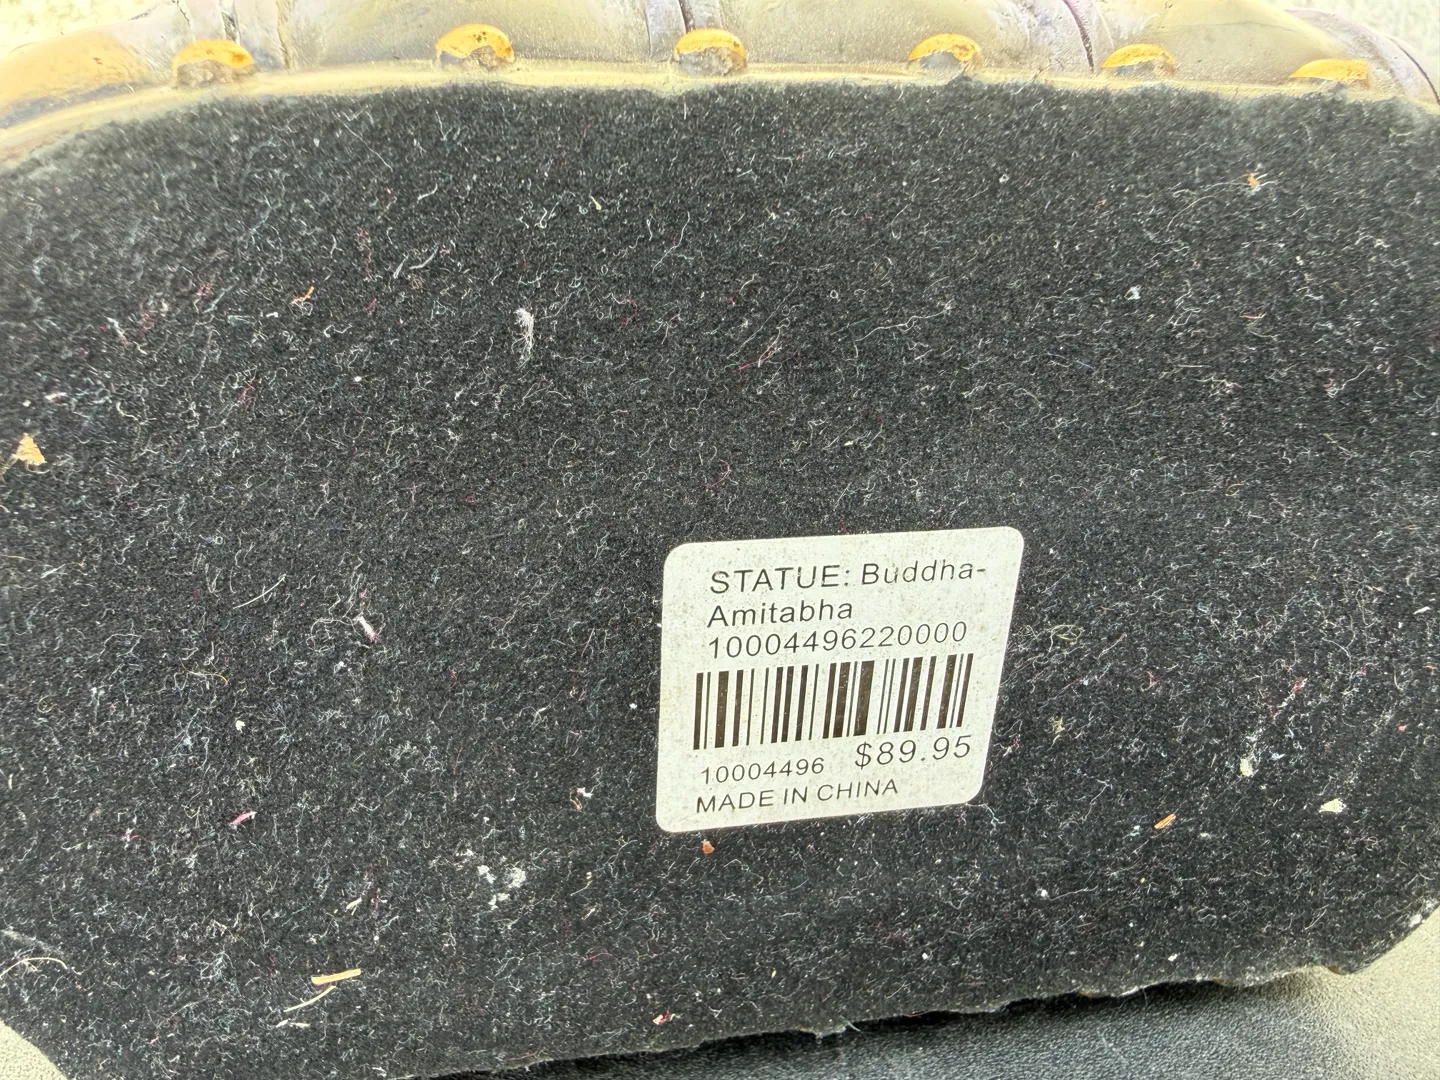 STATUE: Buddha-
Amitabha
10004496220000
10004496 $89.95
MADE IN CHINA